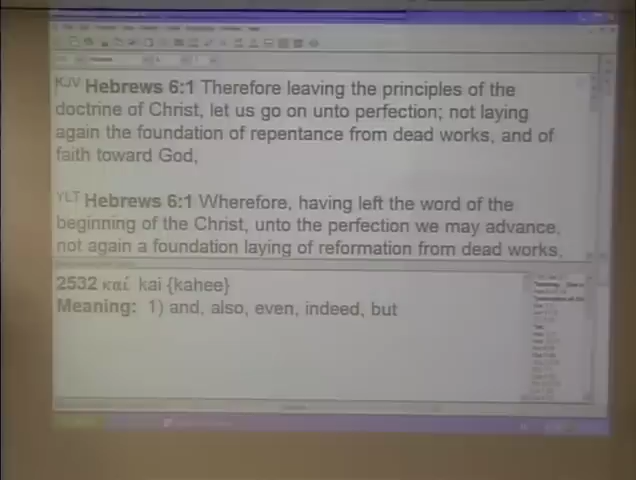 KJV Hebrews 6:1 Therefore leaving the principles of the
doctrine of Christ, let us go on unto perfection; not laying
again the foundation of repentance from dead works, and of
faith toward God,
YLT Hebrews 6:1 Wherefore, having left the word of the
beginning of the Christ, unto the perfection we may advance,
not again a foundation laying of reformation from dead works,
2532 καί kai {kahee}
Meaning: 1) and, also, even, indeed, but